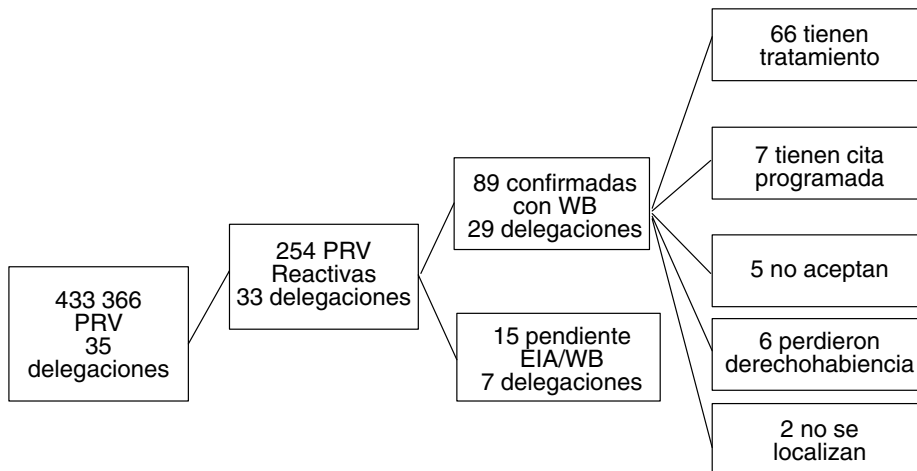 433 366
PRV
35
delegaciones
254 PRV
Reactivas
33 delegaciones
89 confirmadas
con WB
29 delegaciones
15 pendiente
EIA/WB
7 delegaciones
66 tienen
tratamiento
7 tienen cita
programada
5 no aceptan
6 perdieron
derechohabiencia
2 no se
localizan